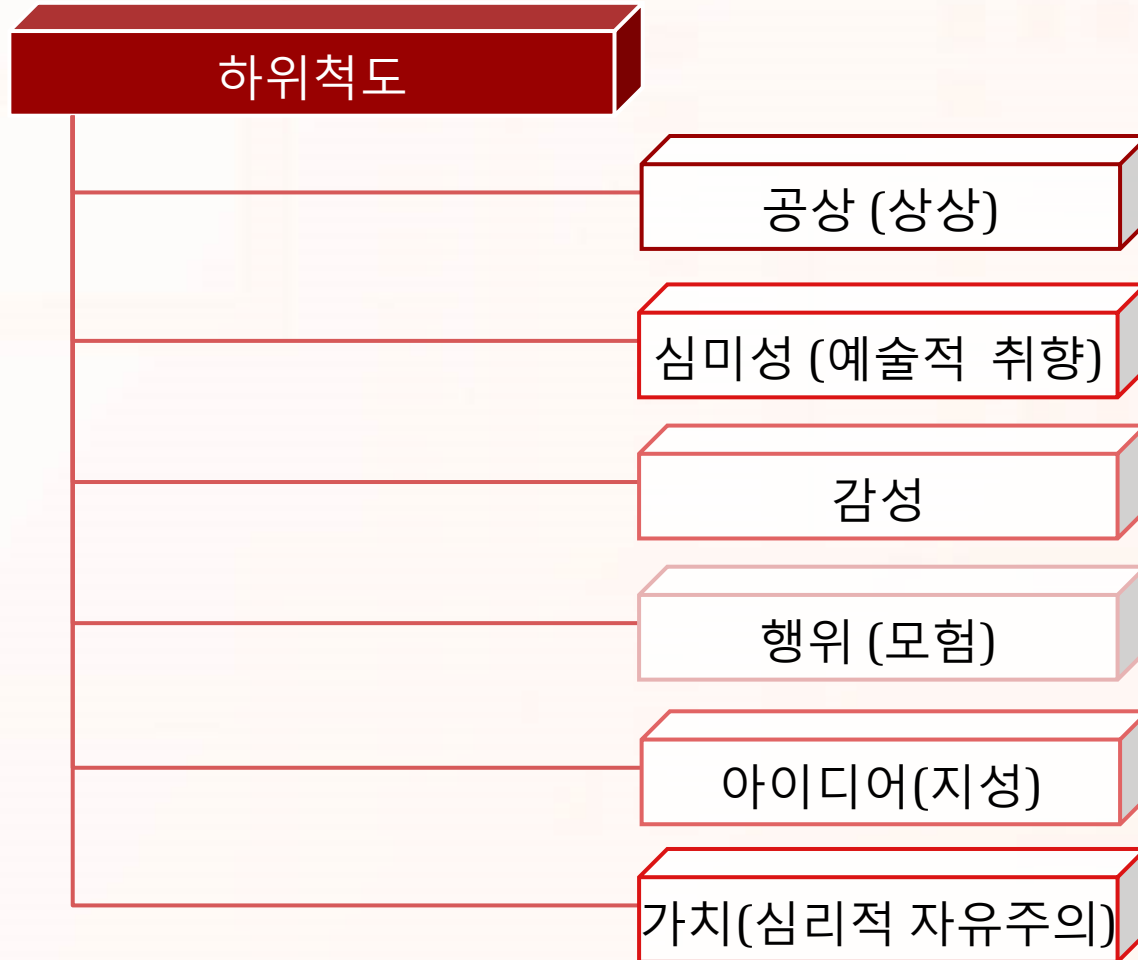 하위척도
공상 (상상)
심미성 (예술적 취향)
감성
행위 (모험)
아이디어(지성)
가치(심리적 자유주의)